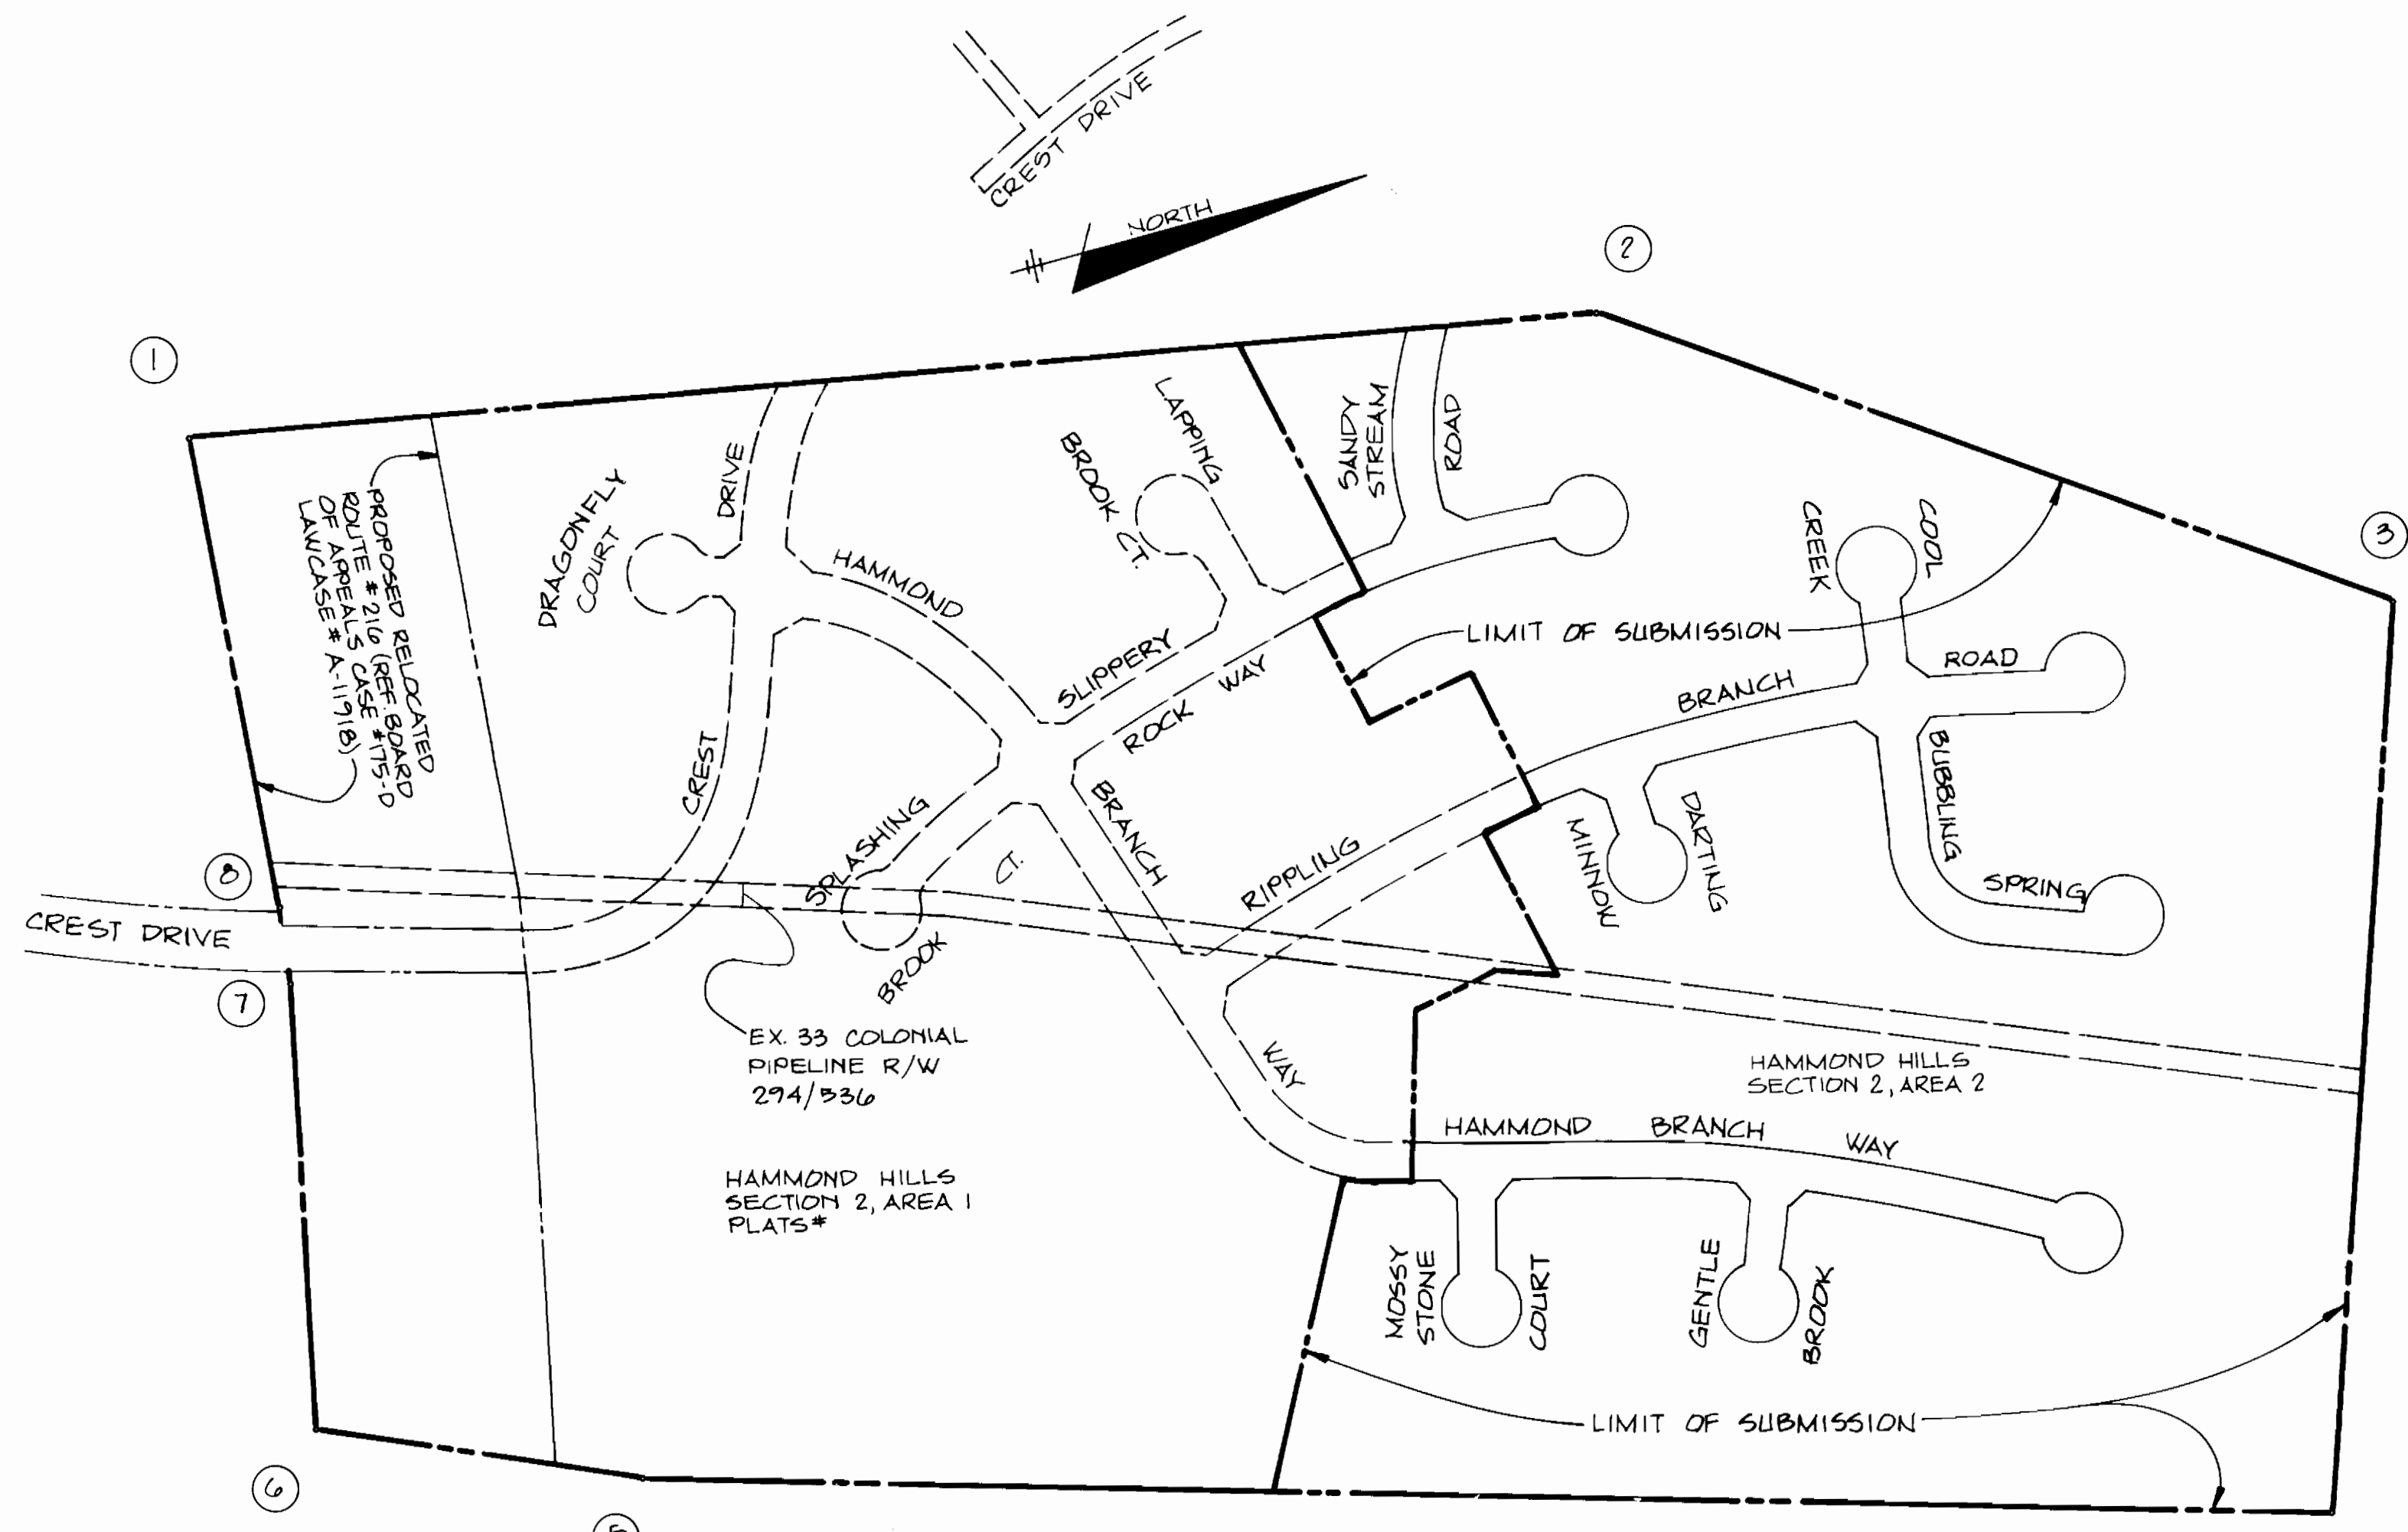 CREST DRIVE
NORTH
2
1
3
PROPOSED RELOCATED
ROUTE #216 (REF. BOARD
OF APPEALS CASE #175-D
LAWCASE # A-11918)
DRAGONFLY
COURT
DRIVE
HAMMOND
CREST
BROOK CT.
LAPPING
SLIPPERY
ROCK WAY
SANDY
STREAM
ROAD
LIMIT OF SUBMISSION
CREEK
COOL
ROAD
BRANCH
BUBBLING
SPRING
MINNOW
DARTING
RIPPLING
BRANCH
SPLASHING
CT.
BROOK
8
CREST DRIVE
7
EX. 33 COLONIAL
PIPELINE R/W
294/536
WAY
HAMMOND HILLS
SECTION 2, AREA 2
HAMMOND BRANCH WAY
HAMMOND HILLS
SECTION 2, AREA 1
PLATS#
MOSSY
STONE
COURT
GENTLE
BROOK
LIMIT OF SUBMISSION
6
5